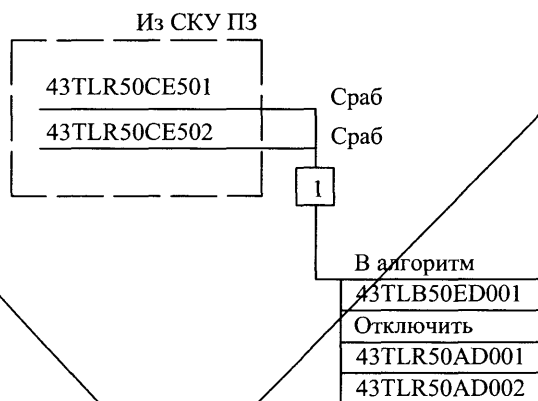 Из СКУ ПЗ
43TLR50CE501
Сраб
43TLR50CE502
Сраб
1
В алгоритм
43TLB50ED001
Отключить
43TLR50AD001
43TLR50AD002